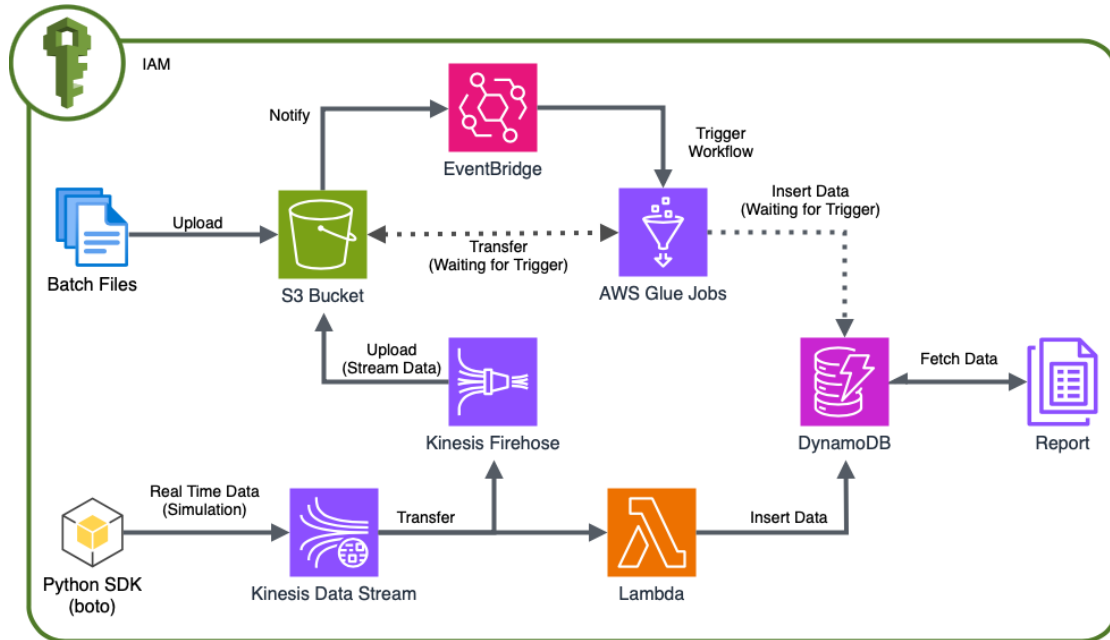 IAM
Notify
EventBridge
Trigger
Workflow
Insert Data
(Waiting for Trigger)
Upload
Batch Files
S3 Bucket
Transfer
(Waiting for Trigger)
AWS Glue Jobs
Upload
(Stream Data)
Kinesis Firehose
Fetch Data
DynamoDB
Report
Real Time Data
(Simulation)
Transfer
Insert Data
Python SDK
(boto)
Kinesis Data Stream
Lambda